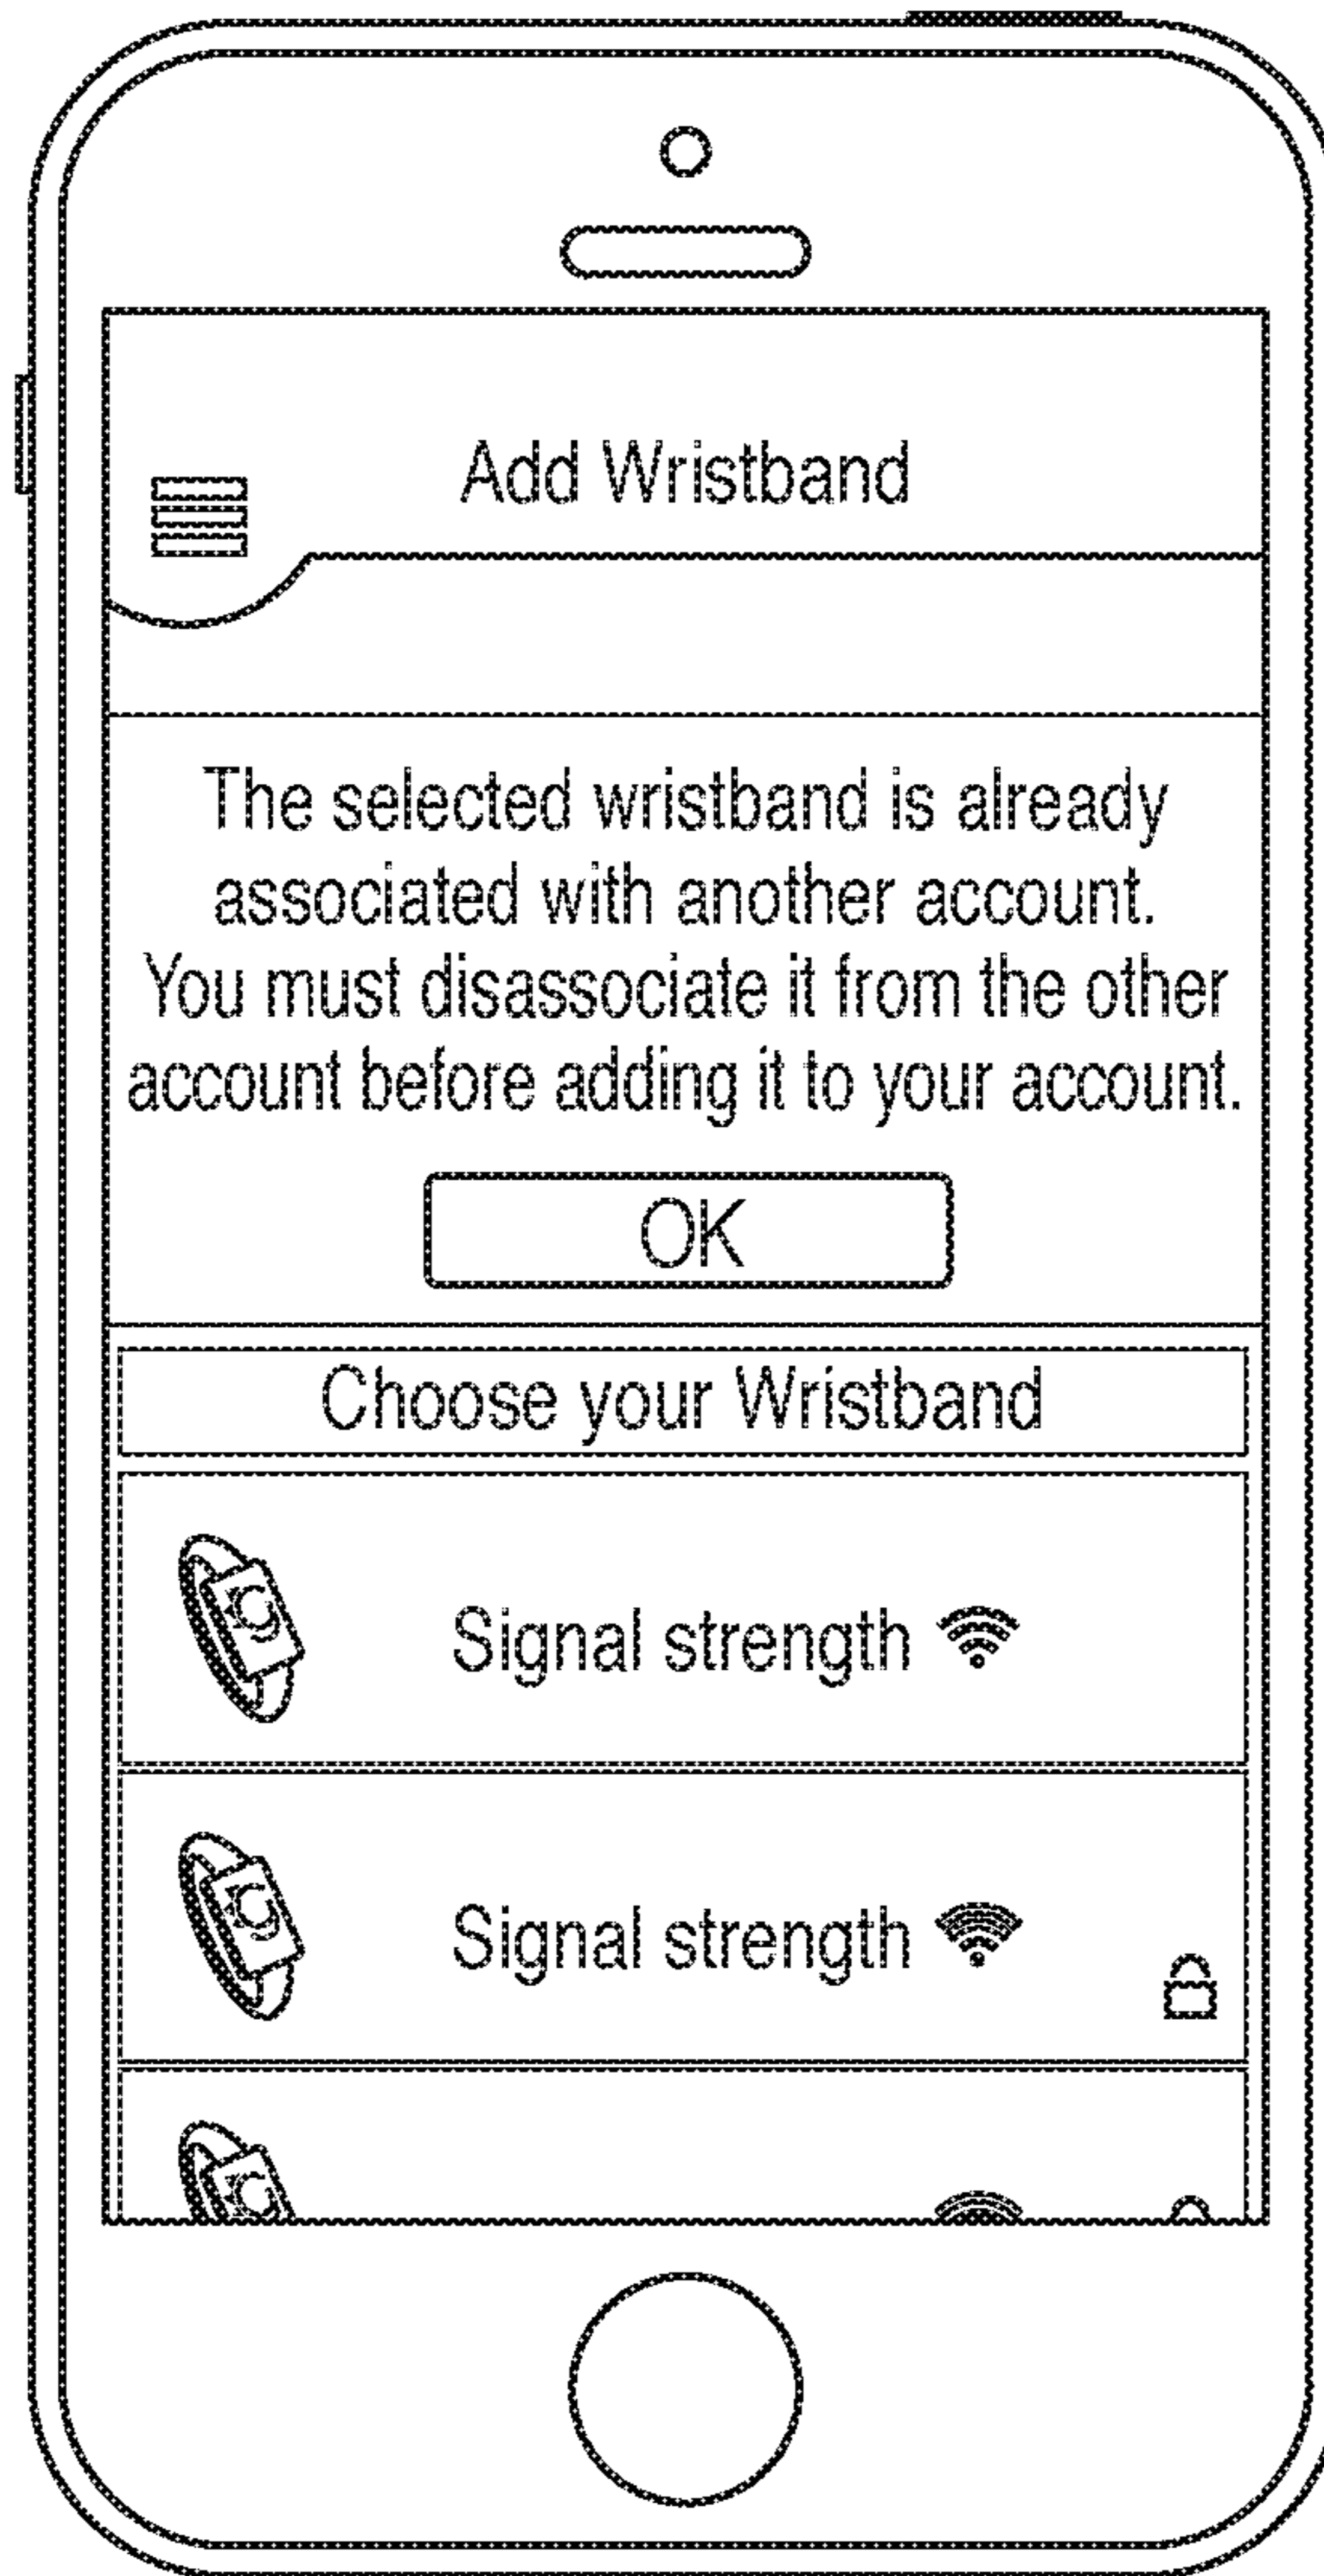 Add Wristband
The selected wristband is already
associated with another account.
You must disassociate it from the other
account before adding it to your account.
OK
Choose your Wristband
Signal strength
Signal strength